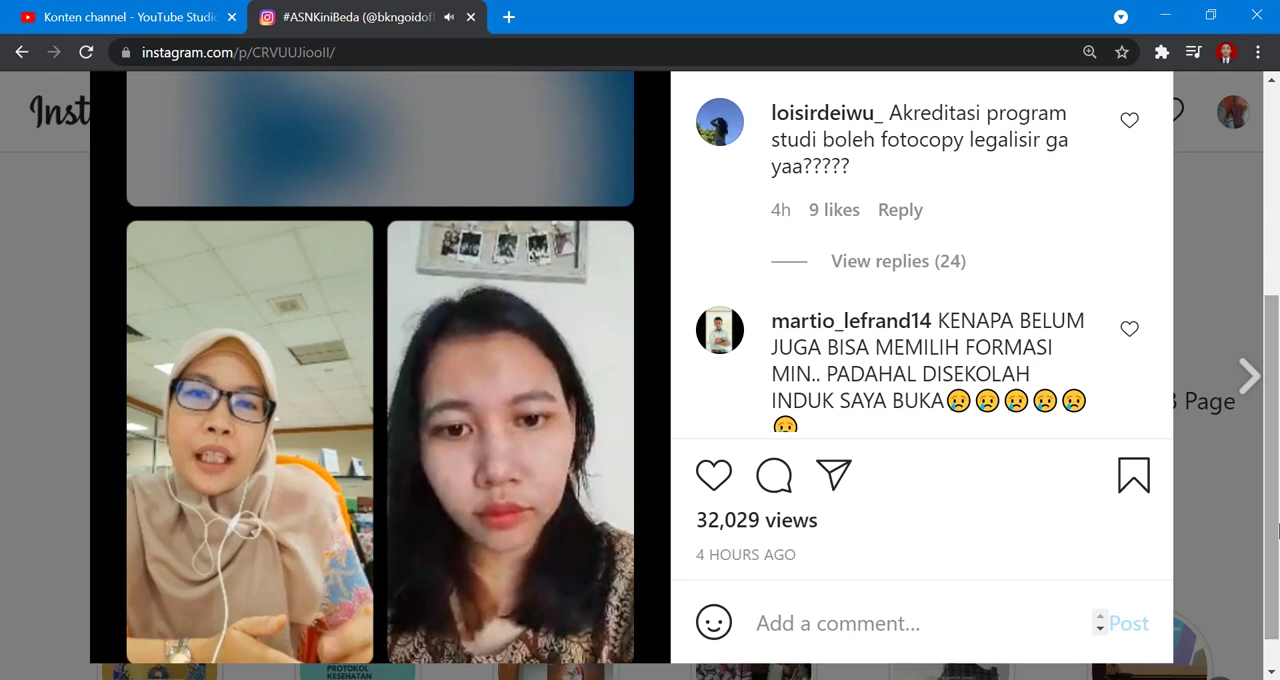 Konten channel - YouTube Studio
#ASNKiniBeda (@bkngoidofi
instagram.com/p/CRVUUJiooII/
Inst
loisirdeiwu_ Akreditasi program
studi boleh fotocopy legalisir ga
yaa?????
4h 9 likes Reply
View replies (24)
martio_lefrand14 KENAPA BELUM
JUGA BISA MEMILIH FORMASI
MIN.. PADAHAL DISEKOLAH
INDUK SAYA BUKA😢😢😢😢😢
😢
Page
32,029 views
4 HOURS AGO
Add a comment...
Post
PROTOKOL
KESEHATAN